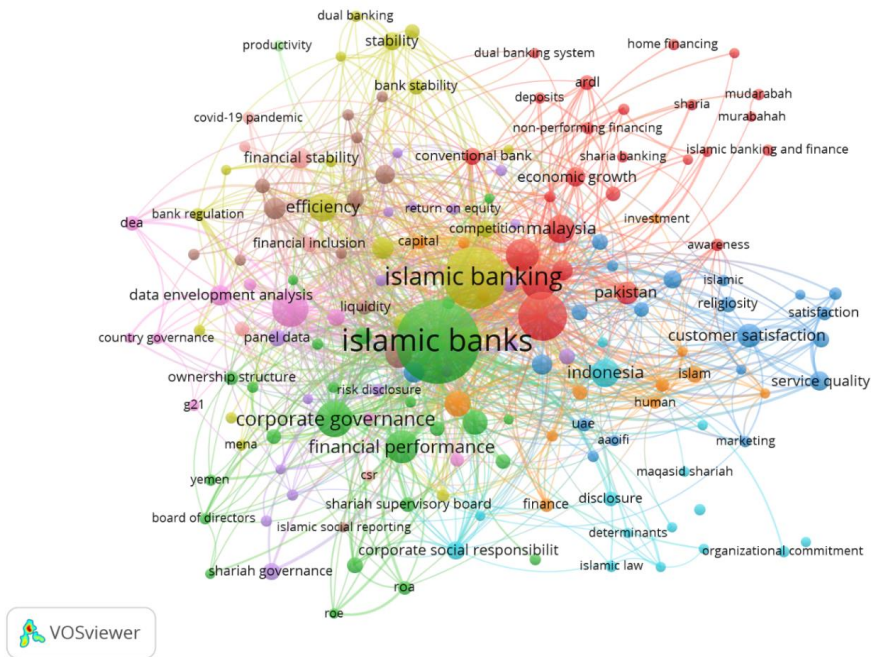 dual banking
stability
productivity
dual banking system
home financing
bank stability
ardl
deposits
mudarabah
sharia
murabahah
covid-19 pandemic
non-performing financing
financial stability
conventional bank
sharia banking
islamic banking and finance
economic growth
efficiency
return on equity
dea
bank regulation
investment
competition
malaysia
financial inclusion
capital
awareness
islamic banking
islamic
data envelopment analysis
pakistan
religiosity
liquidity
satisfaction
country governance
panel data
islamic banks
customer satisfaction
ownership structure
indonesia
islam
service quality
risk disclosure
g21
human
corporate governance
uae
mena
financial performance
aaoifi
marketing
yemen
csr
maqasid shariah
shariah supervisory board
finance
disclosure
board of directors
islamic social reporting
determinants
corporate social responsibilit
organizational commitment
shariah governance
islamic law
roa
roe
VOSviewer